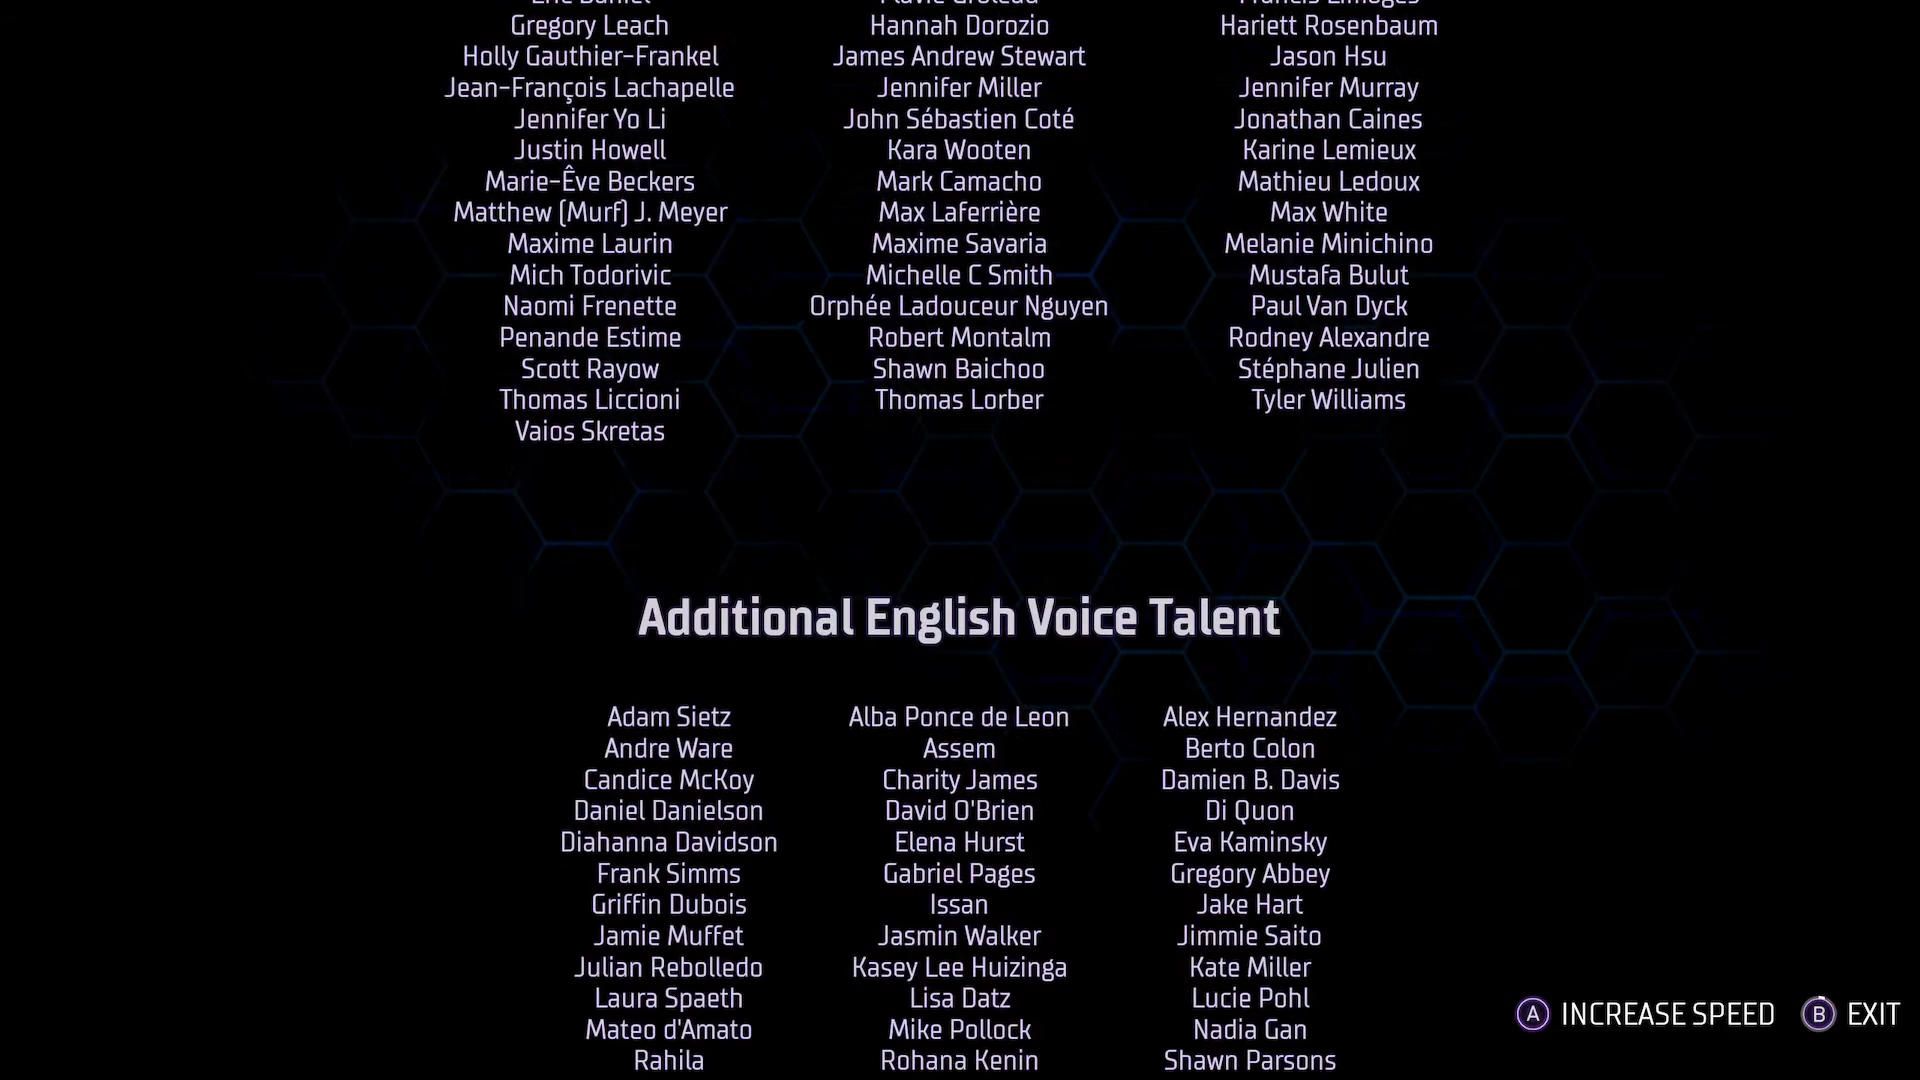 Eric Daniel Flavie Groleau Francis Limoges
Gregory Leach Hannah Dorozio Hariett Rosenbaum
Holly Gauthier-Frankel James Andrew Stewart Jason Hsu
Jean-François Lachapelle Jennifer Miller Jennifer Murray
Jennifer Yo Li John Sébastien Coté Jonathan Caines
Justin Howell Kara Wooten Karine Lemieux
Marie-Êve Beckers Mark Camacho Mathieu Ledoux
Matthew (Murf) J. Meyer Max Laferrière Max White
Maxime Laurin Maxime Savaria Melanie Minichino
Mich Todorivic Michelle C Smith Mustafa Bulut
Naomi Frenette Orphée Ladouceur Nguyen Paul Van Dyck
Penande Estime Robert Montalm Rodney Alexandre
Scott Rayow Shawn Baichoo Stéphane Julien
Thomas Liccioni Thomas Lorber Tyler Williams
Vaios Skretas
Additional English Voice Talent
Adam Sietz Alba Ponce de Leon Alex Hernandez
Andre Ware Assem Berto Colon
Candice McKoy Charity James Damien B. Davis
Daniel Danielson David O'Brien Di Quon
Diahanna Davidson Elena Hurst Eva Kaminsky
Frank Simms Gabriel Pages Gregory Abbey
Griffin Dubois Issan Jake Hart
Jamie Muffet Jasmin Walker Jimmie Saito
Julian Rebolledo Kasey Lee Huizinga Kate Miller
Laura Spaeth Lisa Datz Lucie Pohl
Mateo d'Amato Mike Pollock Nadia Gan
Rahila Rohana Kenin Shawn Parsons
A INCREASE SPEED B EXIT